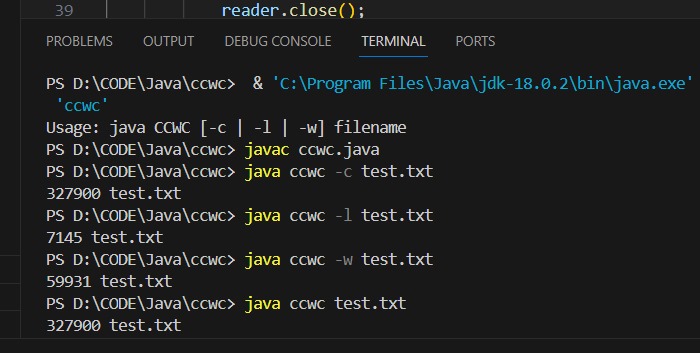 39 reader.close();
PROBLEMS OUTPUT DEBUG CONSOLE TERMINAL PORTS
PS D:\CODE\Java\ccwc>  & 'C:\Program Files\Java\jdk-18.0.2\bin\java.exe'
'ccwc'
Usage: java CCWC [-c | -l | -w] filename
PS D:\CODE\Java\ccwc> javac ccwc.java
PS D:\CODE\Java\ccwc> java ccwc -c test.txt
327900 test.txt
PS D:\CODE\Java\ccwc> java ccwc -l test.txt
7145 test.txt
PS D:\CODE\Java\ccwc> java ccwc -w test.txt
59931 test.txt
PS D:\CODE\Java\ccwc> java ccwc test.txt
327900 test.txt